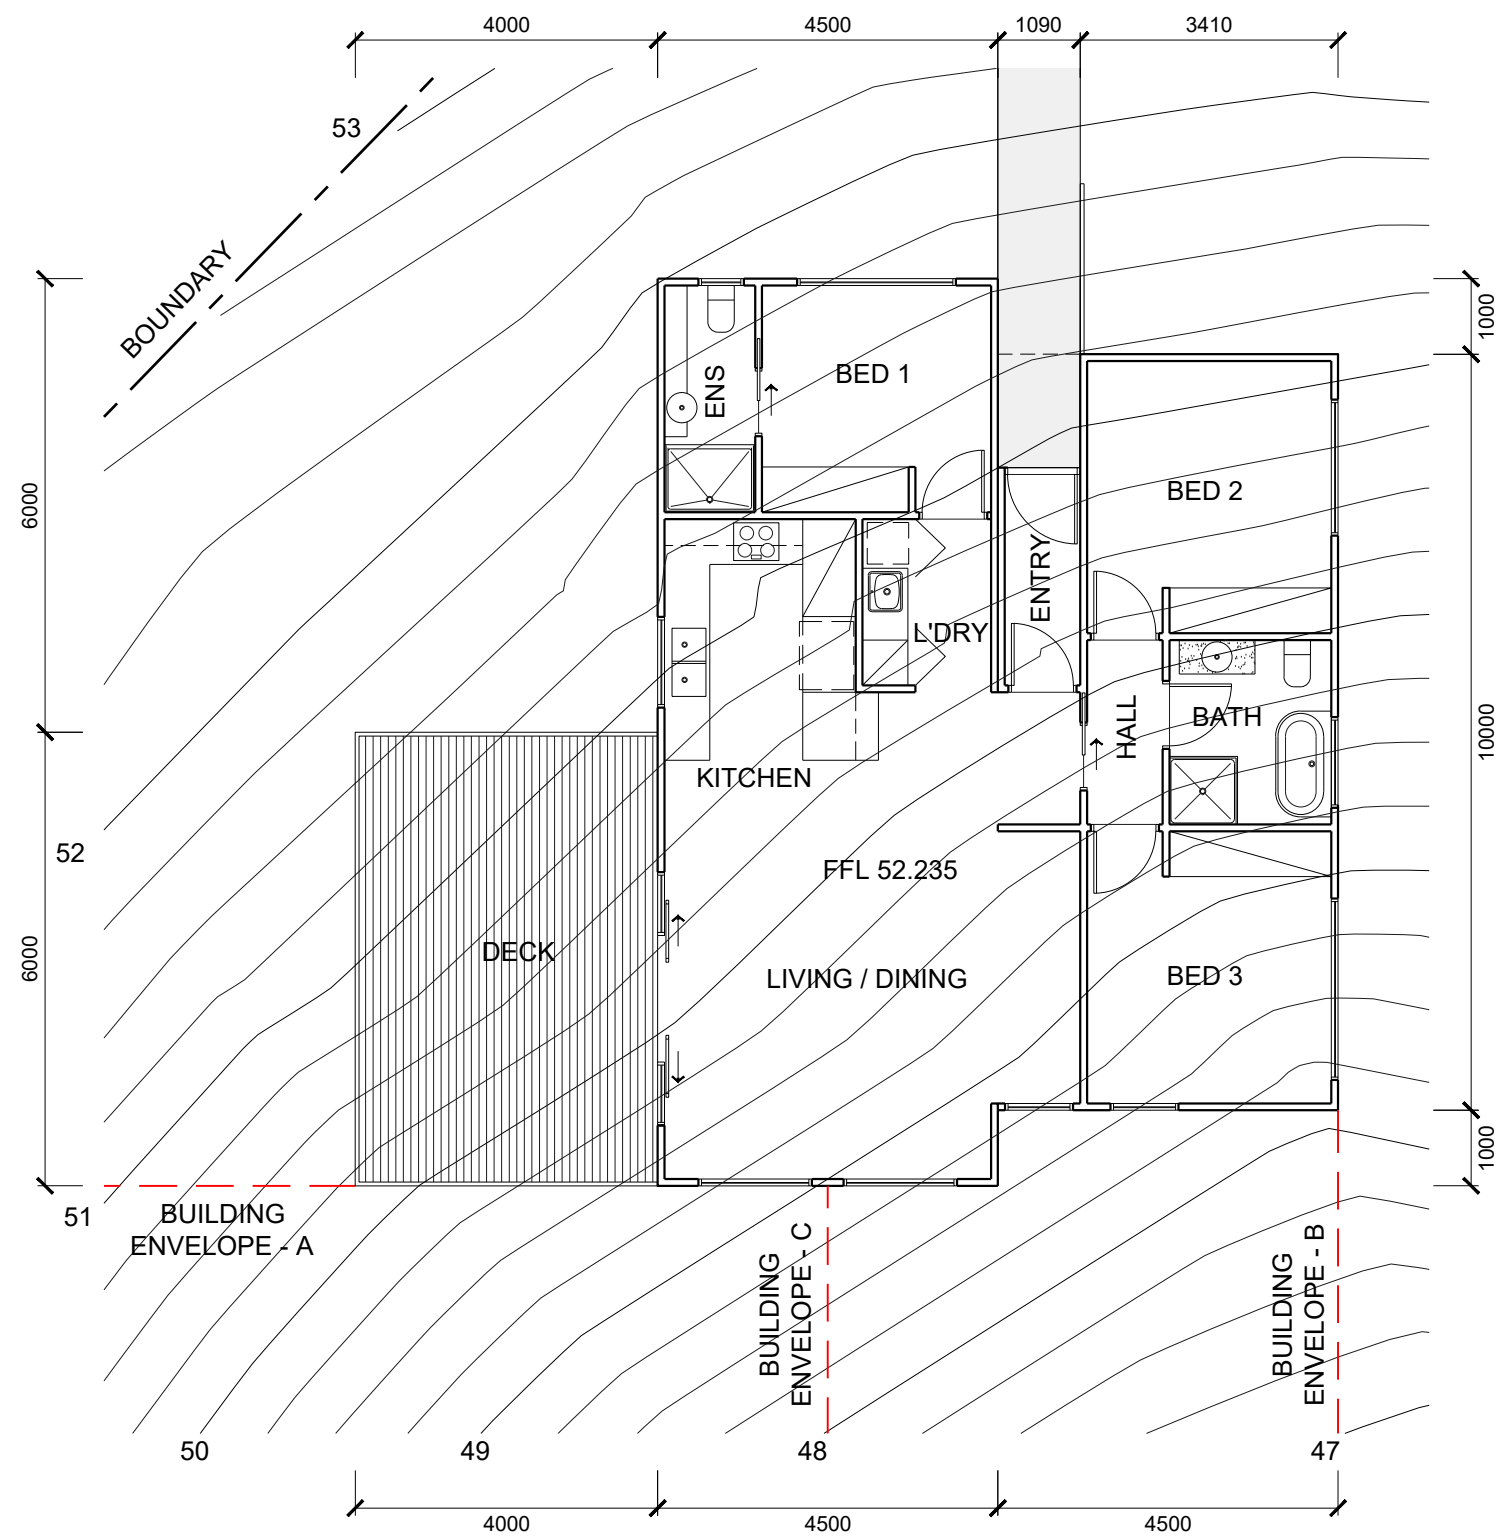 4000
4500
1090
3410
53
BOUNDARY
1000
6000
ENS
BED 1
BED 2
ENTRY
L'DRY
HALL
BATH
10000
KITCHEN
52
FFL 52.235
6000
DECK
LIVING / DINING
BED 3
1000
51
BUILDING
ENVELOPE - A
BUILDING
ENVELOPE - C
BUILDING
ENVELOPE - B
50
49
48
47
4000
4500
4500